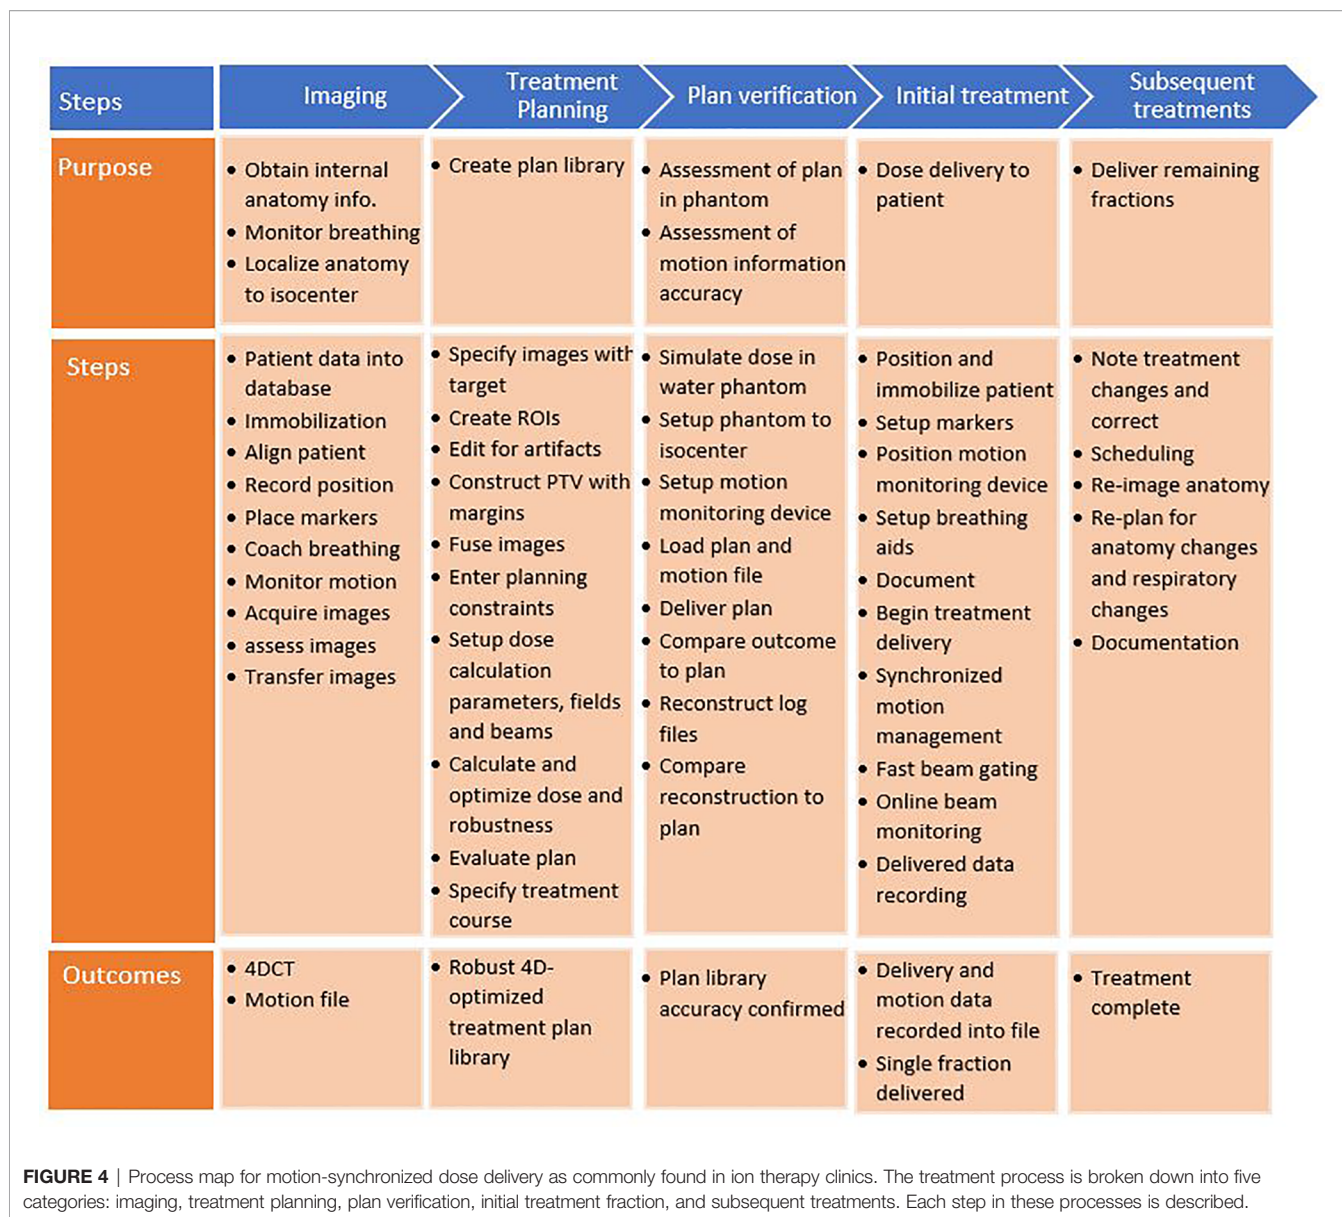 Steps
Imaging
Treatment
Planning
Plan verification
Initial treatment
Subsequent
treatments
Purpose
• Obtain internal
anatomy info.
• Monitor breathing
• Localize anatomy
to isocenter
• Create plan library
• Assessment of plan
in phantom
• Assessment of
motion information
accuracy
• Dose delivery to
patient
• Deliver remaining
fractions
Steps
• Patient data into
database
• Immobilization
• Align patient
• Record position
• Place markers
• Coach breathing
• Monitor motion
• Acquire images
• assess images
• Transfer images
• Specify images with
target
• Create ROIs
• Edit for artifacts
• Construct PTV with
margins
• Fuse images
• Enter planning
constraints
• Setup dose
calculation
parameters, fields
and beams
• Calculate and
optimize dose and
robustness
• Evaluate plan
• Specify treatment
course
• Simulate dose in
water phantom
• Setup phantom to
isocenter
• Setup motion
monitoring device
• Load plan and
motion file
• Deliver plan
• Compare outcome
to plan
• Reconstruct log
files
• Compare
reconstruction to
plan
• Position and
immobilize patient
• Setup markers
• Position motion
monitoring device
• Setup breathing
aids
• Document
• Begin treatment
delivery
• Synchronized
motion
management
• Fast beam gating
• Online beam
monitoring
• Delivered data
recording
• Note treatment
changes and
correct
• Scheduling
• Re-image anatomy
• Re-plan for
anatomy changes
and respiratory
changes
• Documentation
Outcomes
• 4DCT
• Motion file
• Robust 4D-
optimized
treatment plan
library
• Plan library
accuracy confirmed
• Delivery and
motion data
recorded into file
• Single fraction
delivered
• Treatment
complete
FIGURE 4 | Process map for motion-synchronized dose delivery as commonly found in ion therapy clinics. The treatment process is broken down into five
categories: imaging, treatment planning, plan verification, initial treatment fraction, and subsequent treatments. Each step in these processes is described.